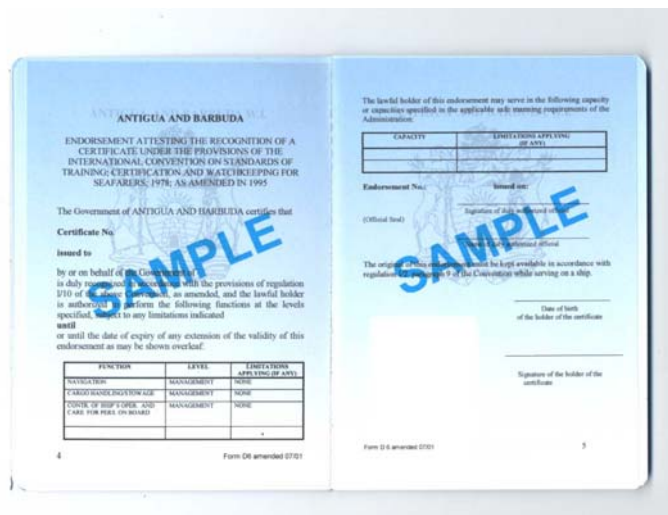 ANTIGUA AND BARBUDA
ENDORSEMENT ATTESTING THE RECOGNITION OF A
CERTIFICATE UNDER THE PROVISIONS OF THE
INTERNATIONAL CONVENTION ON STANDARDS OF
TRAINING, CERTIFICATION AND WATCHKEEPING FOR
SEAFARERS, 1978, AS AMENDED IN 1995
The Government of ANTIGUA AND BARBUDA certifies that
Certificate No.
issued to
by or on behalf of the Government of
is duly recognized in accordance with the provisions of regulation
I/10 of the above Convention, as amended, and the lawful holder
is authorized to perform the following functions at the levels
specified, subject to any limitations indicated
until
or until the date of expiry of any extension of the validity of this
endorsement as may be shown overleaf.
SAMPLE
FUNCTION LEVEL LIMITATIONS
APPLYING (IF ANY)
NAVIGATION MANAGEMENT NONE
CARGO HANDLING/STOWAGE MANAGEMENT NONE
CONTR. OF SHIP'S OPER. AND MANAGEMENT NONE
CARE FOR PERS. ON BOARD
4 Form D6 amended 07/01
The lawful holder of this endorsement may serve in the following capacity
or capacities specified in the applicable safe manning requirements of the
Administration:
CAPACITY LIMITATIONS APPLYING
(IF ANY)
Endorsement No.: Issued on:
Signature of duly authorized official
(Official Seal)
Name of duly authorized official
SAMPLE
The original of this endorsement must be kept available in accordance with
regulation I/2, paragraph 9 of the Convention while serving on a ship.
Date of birth
of the holder of the certificate
Signature of the holder of the
certificate
Form D 6 amended 07/01 5